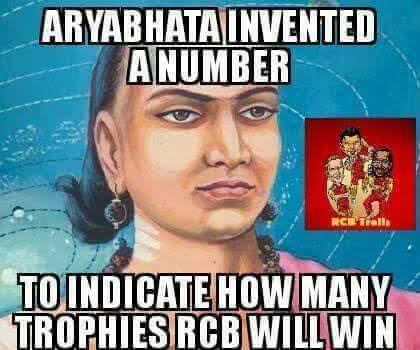 ARYABHATA INVENTED
A NUMBER
RCB Trolls
TO INDICATE HOW MANY
TROPHIES RCB WILL WIN